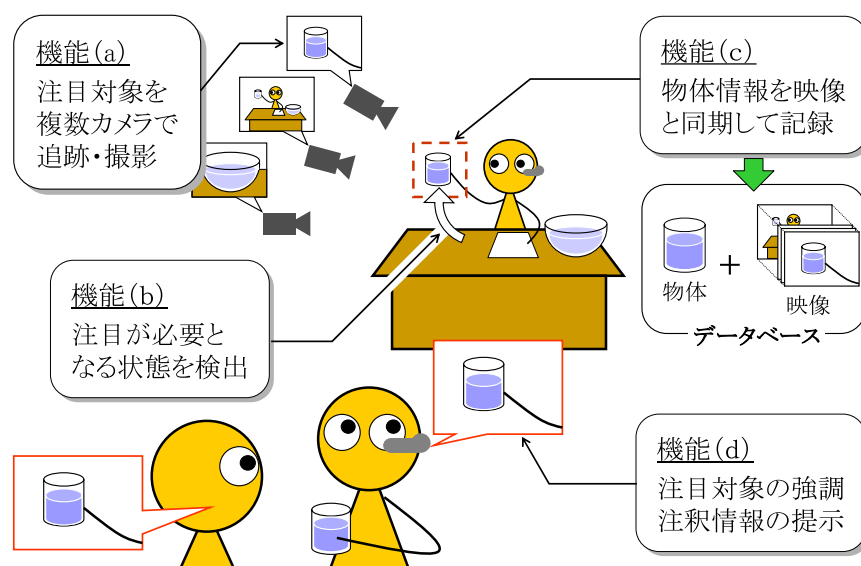 機能(a)
注目対象を
複数カメラで
追跡・撮影
機能(c)
物体情報を映像
と同期して記録
機能(b)
注目が必要と
なる状態を検出
物体
+
映像
データベース
機能(d)
注目対象の強調
注釈情報の提示